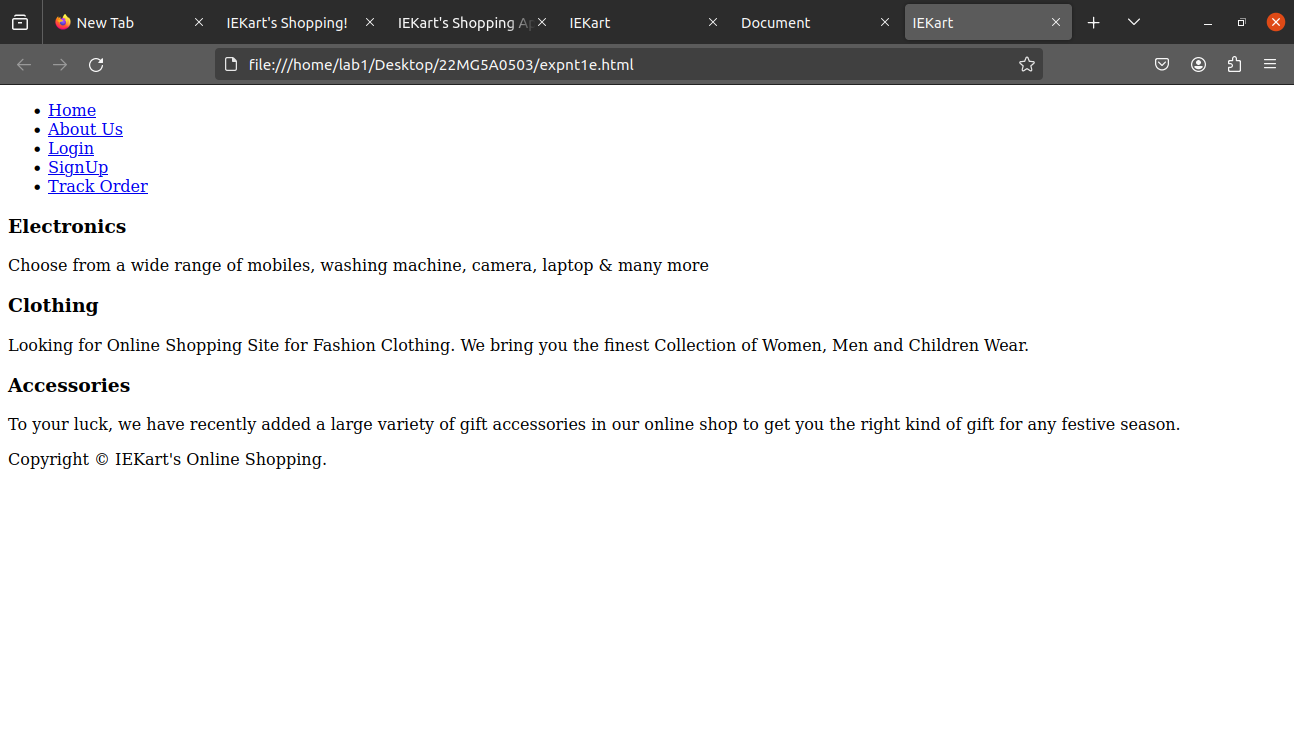 New Tab
IEKart's Shopping!
IEKart's Shopping Ap
IEKart
Document
IEKart
file:///home/lab1/Desktop/22MG5A0503/expnt1e.html
Home
About Us
Login
SignUp
Track Order
Electronics
Choose from a wide range of mobiles, washing machine, camera, laptop & many more
Clothing
Looking for Online Shopping Site for Fashion Clothing. We bring you the finest Collection of Women, Men and Children Wear.
Accessories
To your luck, we have recently added a large variety of gift accessories in our online shop to get you the right kind of gift for any festive season.
Copyright © IEKart's Online Shopping.